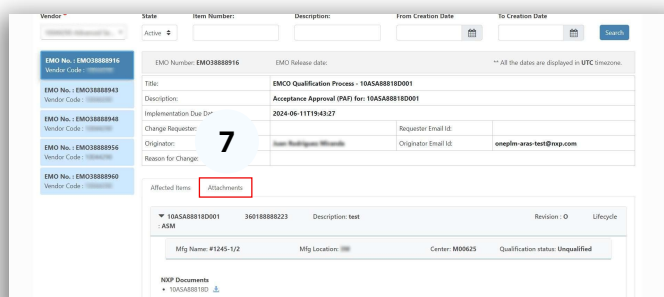 Vendor * State Item Number: Description: From Creation Date To Creation Date
Active Search
EMO No. : EMO38888916
Vendor Code :
EMO No. : EMO38888943
Vendor Code :
EMO No. : EMO38888948
Vendor Code :
EMO No. : EMO38888956
Vendor Code :
EMO No. : EMO38888960
Vendor Code :
EMO Number: EMO38888916 EMO Release date: ** All the dates are displayed in UTC timezone.
Title: EMCO Qualification Process - 10ASA88818D001
Description: Acceptance Approval (PAF) for: 10ASA88818D001
Implementation Due 2024-06-11T19:43:27
Change Requester: Requester Email Id:
7
Originator: Originator Email Id: oneplm-aras-test@nxp.com
Reason for Change:
Affected Items Attachments
10ASA88818D001 360188888223 Description: test Revision : O Lifecycle
: ASM
Mfg Name: #1245-1/2 Mfg Location: Center: M00625 Qualification status: Unqualified
NXP Documents
• 10ASA88818D